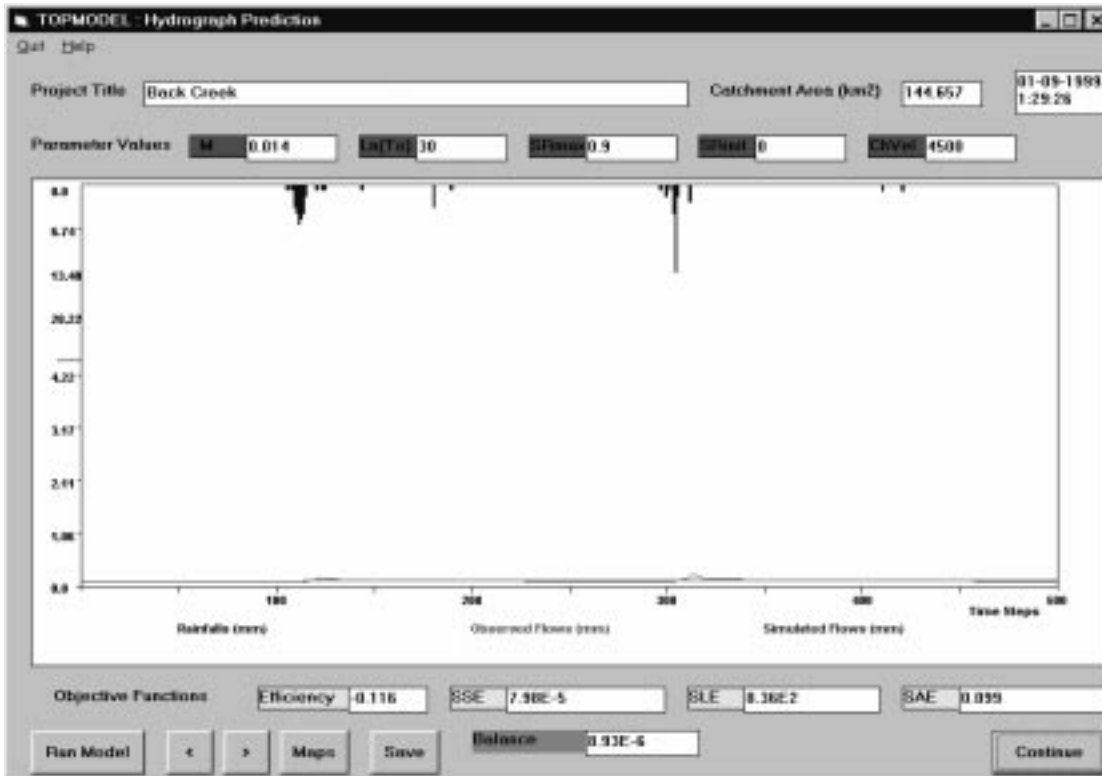 TOPMODEL : Hydrograph Prediction
Quit Help
Project Title Back Creek Catchment Area (km2) 144.657 01-09-1999 1:29:26
Parameter Values M 0.014 Ln(To) 30 SRmax 0.9 SRinit 0 ChVel 4500
0.0
6.74
13.48
20.22
4.22
3.17
2.11
1.06
0.0
100 200 300 400 500
Time Steps
Rainfalls (mm) Observed Flows (mm) Simulated Flows (mm)
Objective Functions Efficiency -0.116 SSE 7.98E-5 SLE 8.36E2 SAE 0.099
Run Model < > Maps Save Balance 8.93E-6 Continue